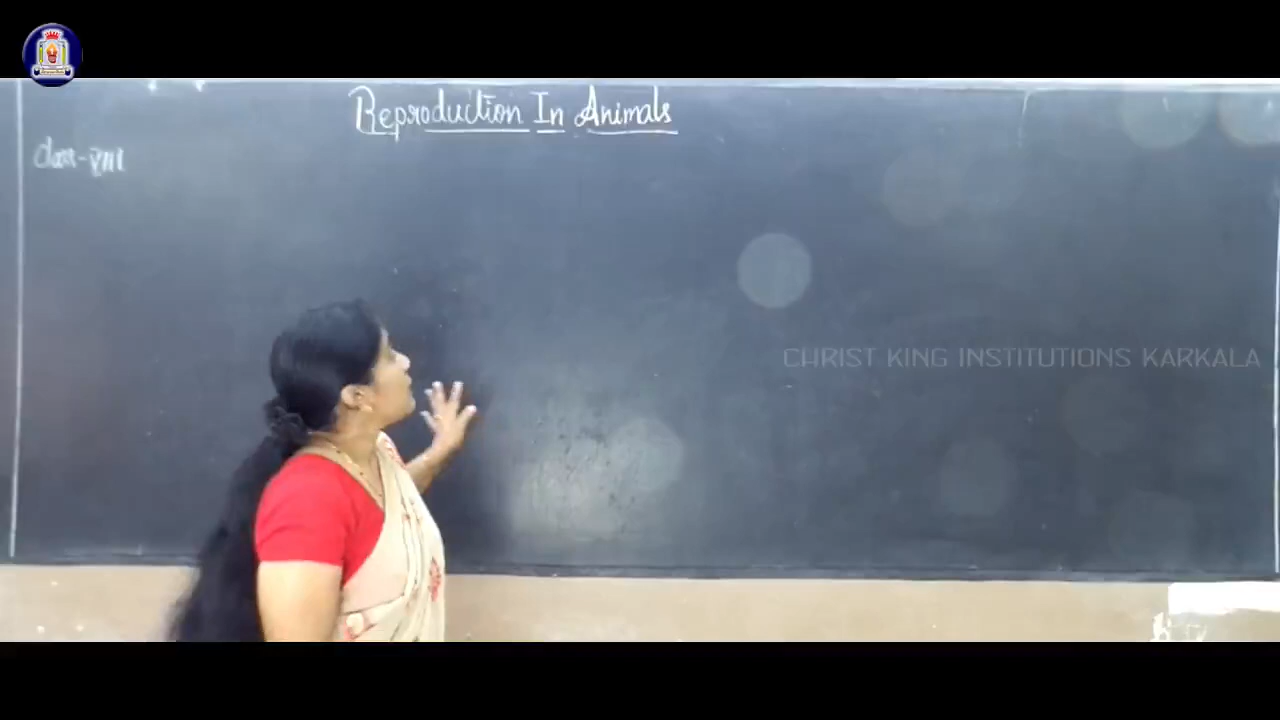 Reproduction In Animals
Class-VIII
CHRIST KING INSTITUTIONS KARKALA